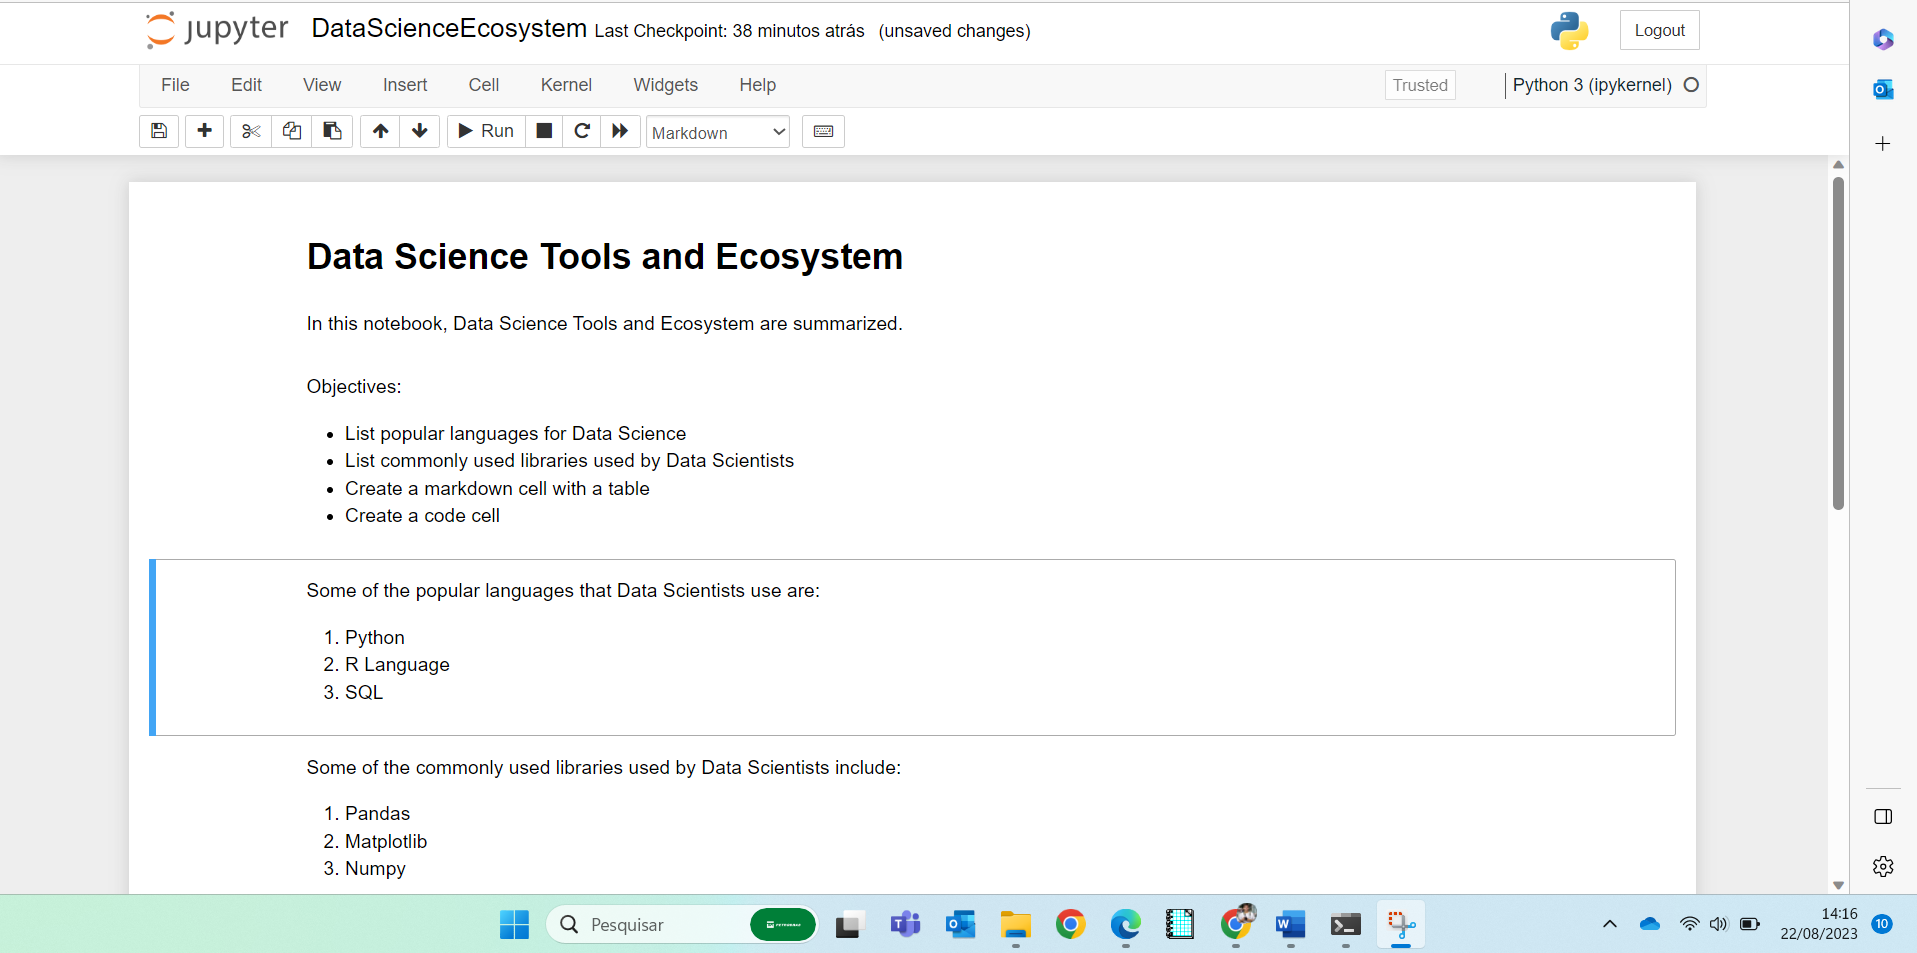 jupyter DataScienceEcosystem Last Checkpoint: 38 minutos atrás (unsaved changes)
Logout
File Edit View Insert Cell Kernel Widgets Help
Trusted
Python 3 (ipykernel)
Run
Markdown
Data Science Tools and Ecosystem
In this notebook, Data Science Tools and Ecosystem are summarized.
Objectives:
• List popular languages for Data Science
• List commonly used libraries used by Data Scientists
• Create a markdown cell with a table
• Create a code cell
Some of the popular languages that Data Scientists use are:
1. Python
2. R Language
3. SQL
Some of the commonly used libraries used by Data Scientists include:
1. Pandas
2. Matplotlib
3. Numpy
Pesquisar
PETROBRAS
14:16
22/08/2023
10